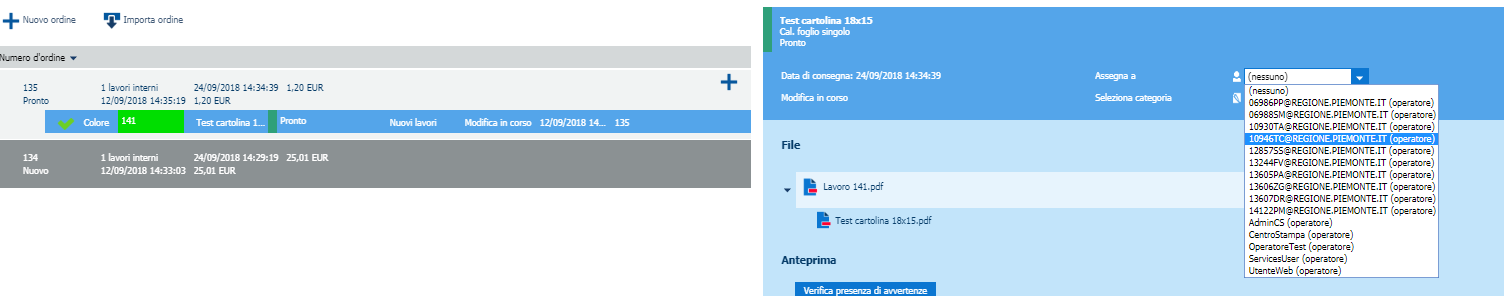 Nuovo ordine
Importa ordine
Numero d'ordine
135 1 lavori interni 24/09/2018 14:34:39 1,20 EUR
Pronto 12/09/2018 14:35:19 1,20 EUR
Colore 141 Test cartolina 1... Pronto Nuovi lavori Modifica in corso 12/09/2018 14... 135
134 1 lavori interni 24/09/2018 14:29:19 25,01 EUR
Nuovo 12/09/2018 14:33:03 25,01 EUR
Test cartolina 18x15
Cal. foglio singolo
Pronto
Data di consegna: 24/09/2018 14:34:39
Assegna a (nessuno)
Modifica in corso
Seleziona categoria
(nessuno)
06986PP@REGIONE.PIEMONTE.IT (operatore)
06988SM@REGIONE.PIEMONTE.IT (operatore)
10930TA@REGIONE.PIEMONTE.IT (operatore)
10946TC@REGIONE.PIEMONTE.IT (operatore)
12857SS@REGIONE.PIEMONTE.IT (operatore)
13244FV@REGIONE.PIEMONTE.IT (operatore)
13605PA@REGIONE.PIEMONTE.IT (operatore)
13606ZG@REGIONE.PIEMONTE.IT (operatore)
13607DR@REGIONE.PIEMONTE.IT (operatore)
14122PM@REGIONE.PIEMONTE.IT (operatore)
AdminCS (operatore)
CentroStampa (operatore)
OperatoreTest (operatore)
ServicesUser (operatore)
UtenteWeb (operatore)
File
Lavoro 141.pdf
Test cartolina 18x15.pdf
Anteprima
Verifica presenza di avvertenze